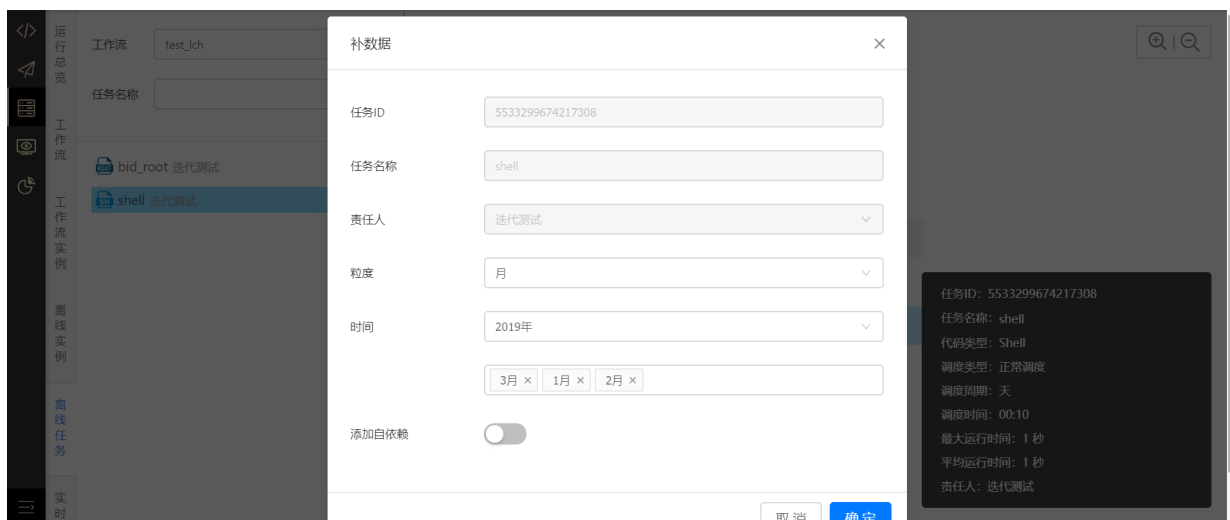 运行总览
工作流
工作流实例
离线实例
离线任务
实时
工作流 test_lch
任务名称
bid_root 迭代测试
shell 迭代测试
补数据
任务ID 5533299674217308
任务名称 shell
责任人 迭代测试
粒度 月
时间 2019年
3月 × 1月 × 2月 ×
添加自依赖
取消 确定
任务ID：5533299674217308
任务名称：shell
代码类型：Shell
调度类型：正常调度
调度周期：天
调度时间：00:10
最大运行时间：1 秒
平均运行时间：1 秒
责任人：迭代测试